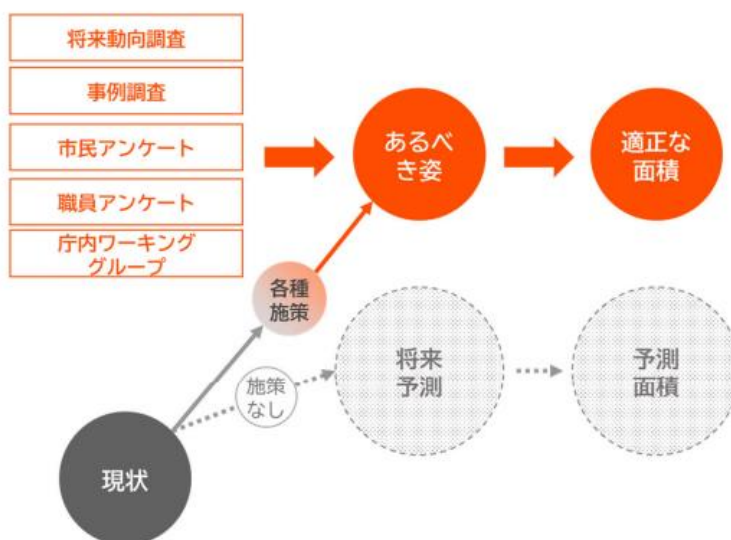 将来動向調査
事例調査
市民アンケート
職員アンケート
庁内ワーキング
グループ
あるべ
き姿
適正な
面積
各種
施策
施策
なし
将来
予測
予測
面積
現状